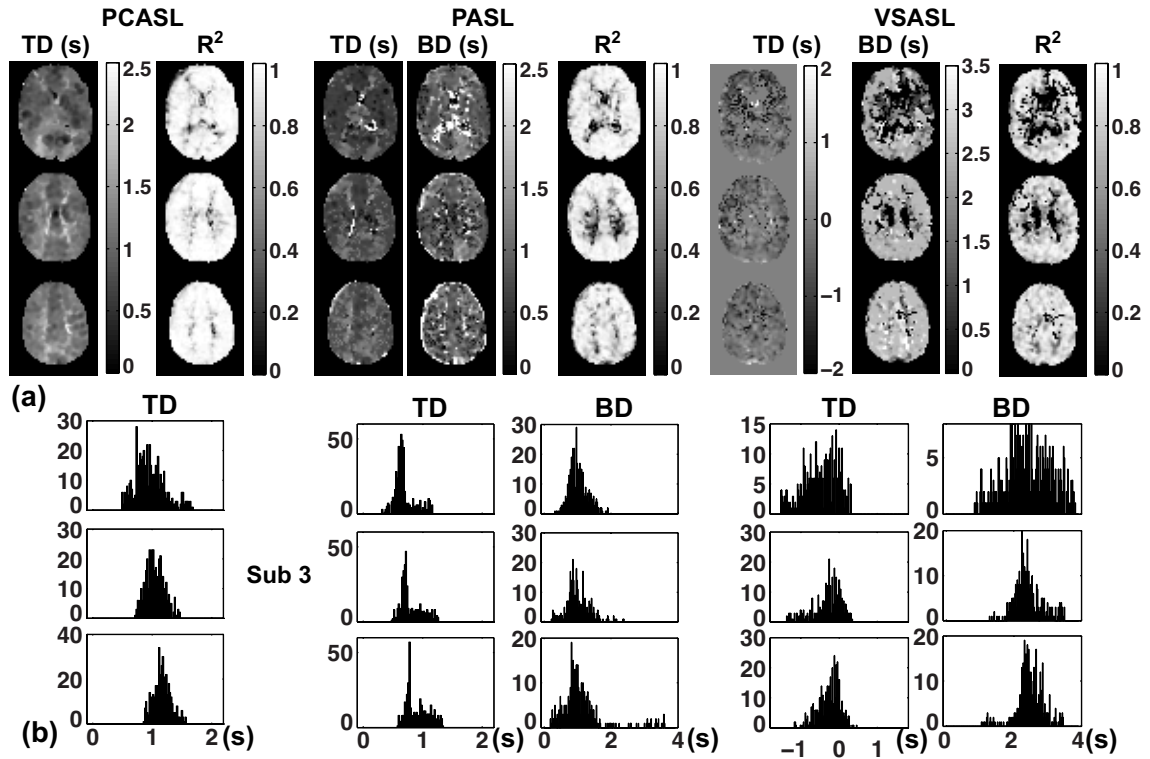 PCASL PASL VSASL
TD (s) R2 TD (s) BD (s) R2 TD (s) BD (s) R2
2.5 2 1.5 1 0.5 0
1 0.8 0.6 0.4 0.2 0
2.5 2 1.5 1 0.5 0
1 0.8 0.6 0.4 0.2 0
2 1 0 −1 −2
3.5 3 2.5 2 1.5 1 0.5
1 0.8 0.6 0.4 0.2 0
(a)
TD TD BD TD BD
30 20 10 0
50 0
30 20 10 0
15 10 5 0
5 0
30 20 10 0
Sub 3
50 0
30 20 10 0
30 20 10 0
20 10 0
40 20 0
50 0
20 10 0
30 20 10 0
20 10 0
(b)
0 1 2 (s)
0 1 2 (s)
0 2 4 (s)
−1 0 1 (s)
0 2 4 (s)